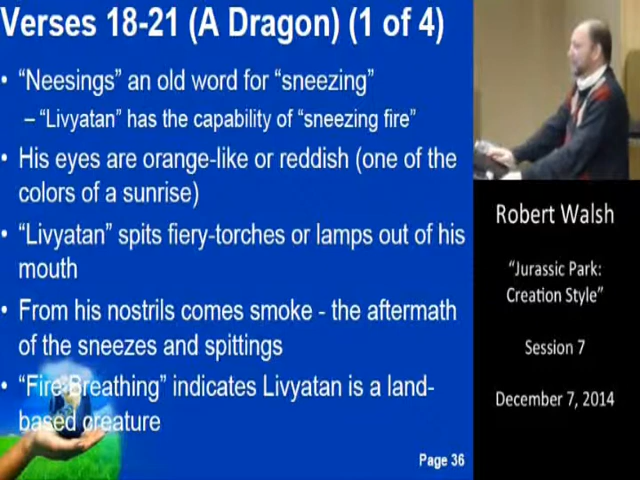 Verses 18-21 (A Dragon) (1 of 4)
• “Neesings” an old word for “sneezing”
– “Livyatan” has the capability of “sneezing fire”
• His eyes are orange-like or reddish (one of the
colors of a sunrise)
• “Livyatan” spits fiery-torches or lamps out of his
mouth
• From his nostrils comes smoke - the aftermath
of the sneezes and spittings
• “Fire Breathing” indicates Livyatan is a land-
based creature
Page 36
Robert Walsh
“Jurassic Park:
Creation Style”
Session 7
December 7, 2014